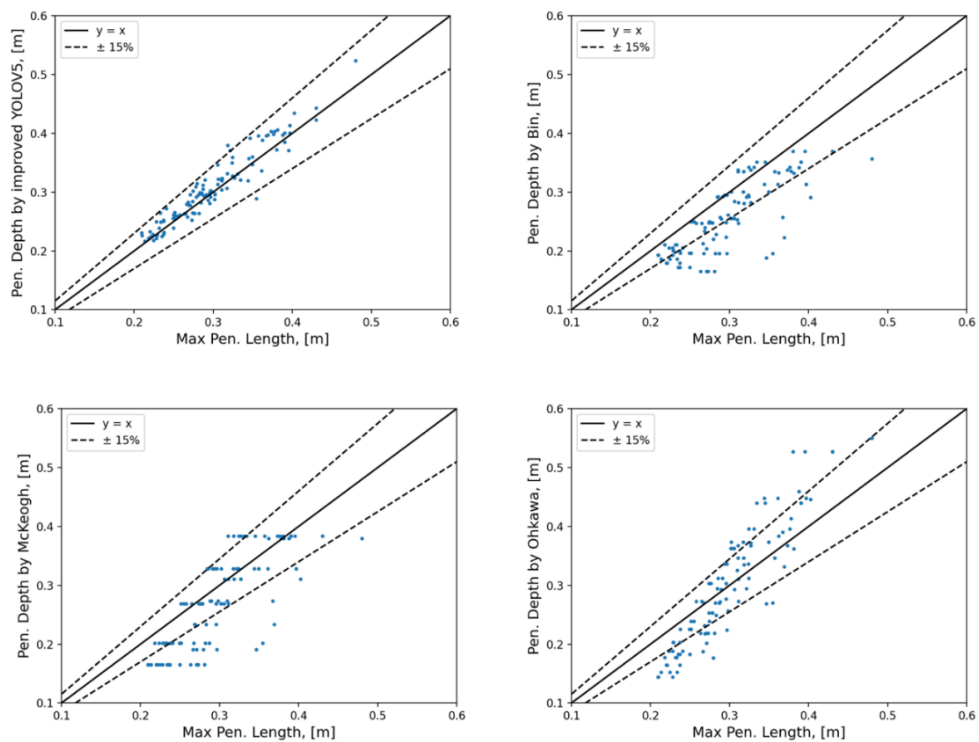 y = x
± 15%
Pen. Depth by improved YOLOV5, [m]
0.6
0.5
0.4
0.3
0.2
0.1
0.1 0.2 0.3 0.4 0.5 0.6
Max Pen. Length, [m]
y = x
± 15%
Pen. Depth by Bin, [m]
0.6
0.5
0.4
0.3
0.2
0.1
0.1 0.2 0.3 0.4 0.5 0.6
Max Pen. Length, [m]
y = x
± 15%
Pen. Depth by McKeogh, [m]
0.6
0.5
0.4
0.3
0.2
0.1
0.1 0.2 0.3 0.4 0.5 0.6
Max Pen. Length, [m]
y = x
± 15%
Pen. Depth by Ohkawa, [m]
0.6
0.5
0.4
0.3
0.2
0.1
0.1 0.2 0.3 0.4 0.5 0.6
Max Pen. Length, [m]